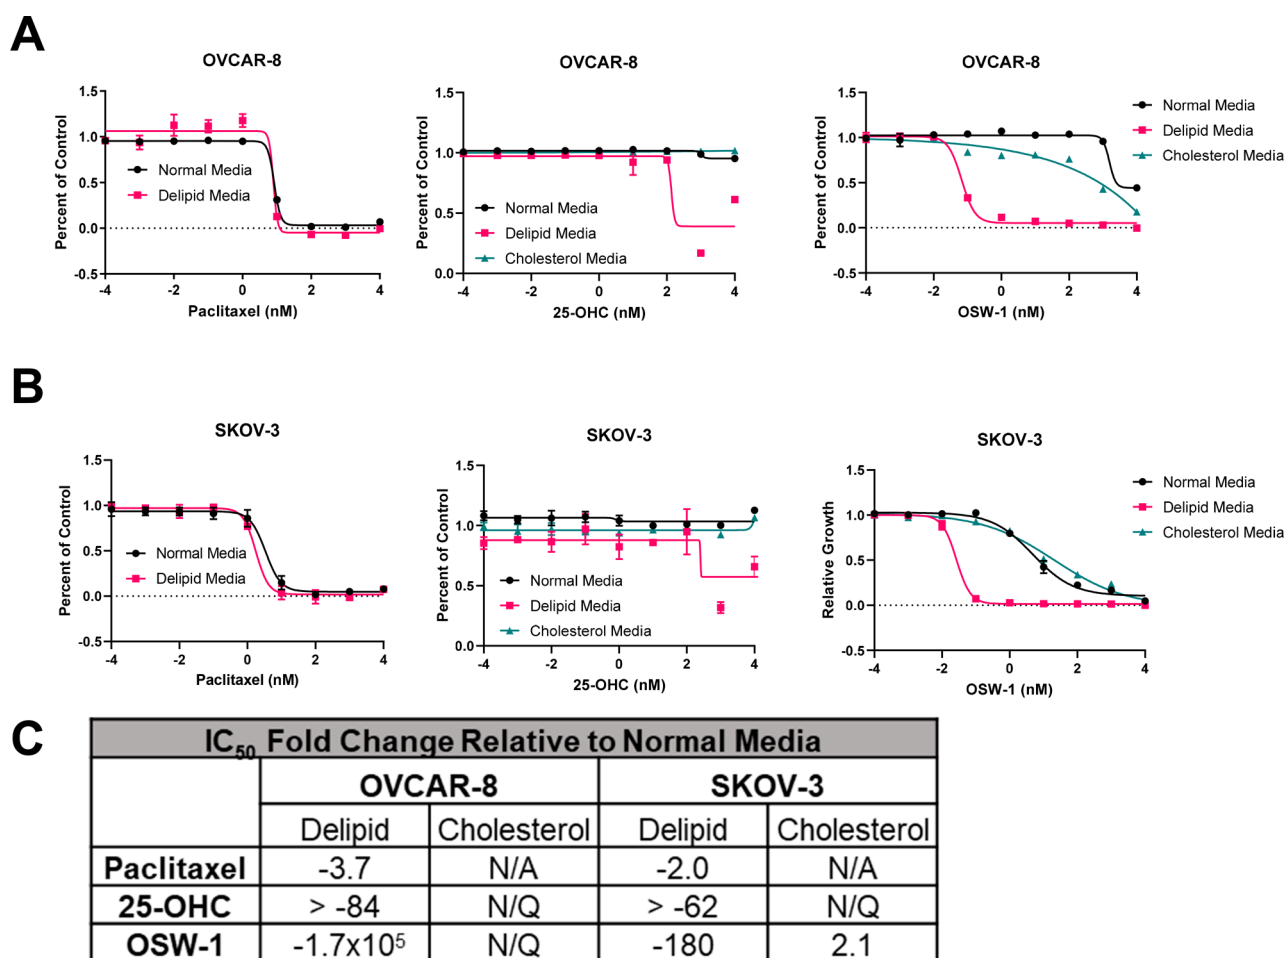 A
OVCAR-8
1.5
1.0
0.5
0.0
-0.5
Percent of Control
Normal Media
Delipid Media
-4 -2 0 2 4
Paclitaxel (nM)
OVCAR-8
1.5
1.0
0.5
0.0
Percent of Control
Normal Media
Delipid Media
Cholesterol Media
-4 -2 0 2 4
25-OHC (nM)
OVCAR-8
1.5
1.0
0.5
0.0
-0.5
Percent of Control
-4 -2 0 2 4
OSW-1 (nM)
Normal Media
Delipid Media
Cholesterol Media
B
SKOV-3
1.5
1.0
0.5
0.0
-0.5
Percent of Control
Normal Media
Delipid Media
-4 -2 0 2 4
Paclitaxel (nM)
SKOV-3
1.5
1.0
0.5
0.0
Percent of Control
Normal Media
Delipid Media
Cholesterol Media
-4 -2 0 2 4
25-OHC (nM)
SKOV-3
1.5
1.0
0.5
0.0
-0.5
Relative Growth
-4 -2 0 2 4
OSW-1 (nM)
Normal Media
Delipid Media
Cholesterol Media
C
IC50 Fold Change Relative to Normal Media
OVCAR-8 SKOV-3
Delipid Cholesterol Delipid Cholesterol
Paclitaxel -3.7 N/A -2.0 N/A
25-OHC > -84 N/Q > -62 N/Q
OSW-1 -1.7x10⁵ N/Q -180 2.1